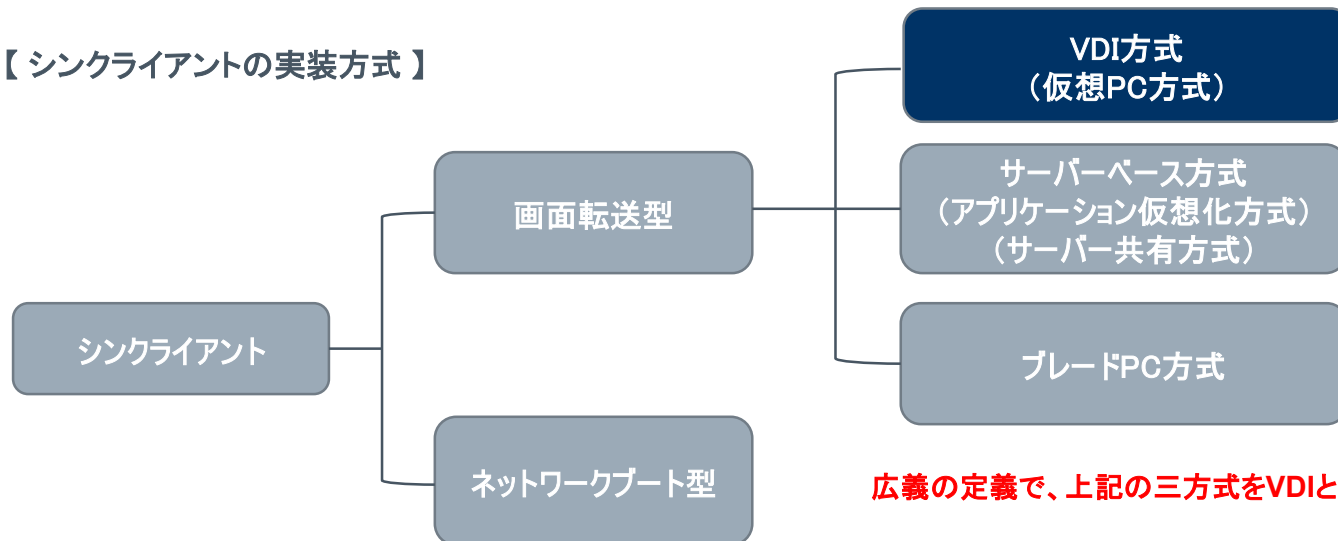 【 シンクライアントの実装方式 】
VDI方式
（仮想PC方式）
サーバーベース方式
（アプリケーション仮想化方式）
（サーバー共有方式）
画面転送型
シンクライアント
ブレードPC方式
ネットワークブート型
広義の定義で、上記の三方式をVDIと